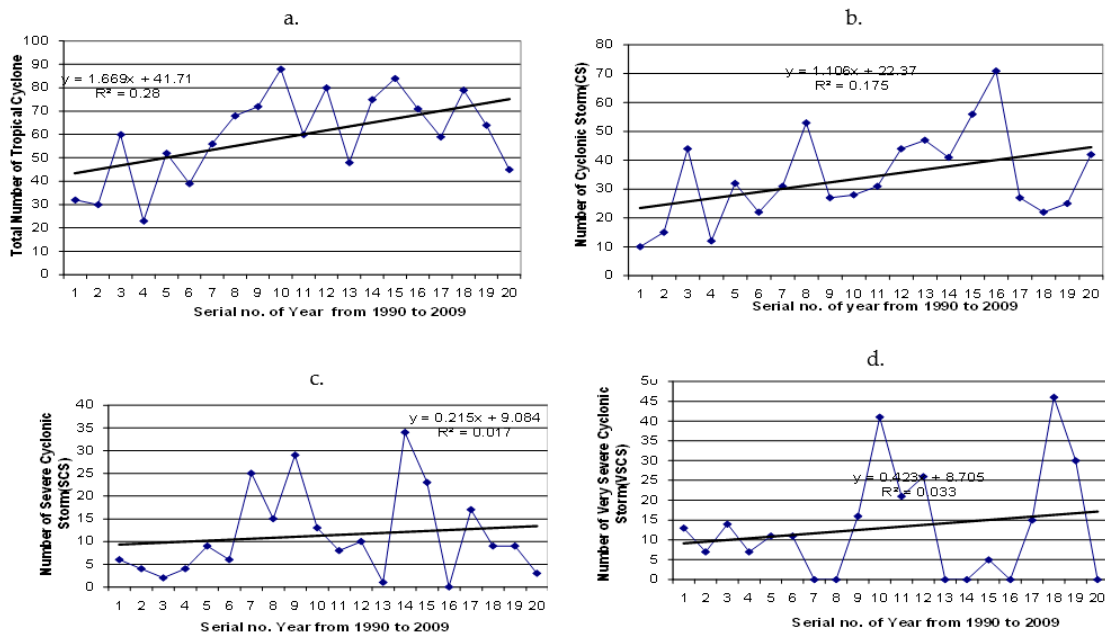 a.
Total Number of Tropical Cyclone
100
90
80
70
60
50
40
30
20
10
0
y = 1.669x + 41.71
R² = 0.28
1 2 3 4 5 6 7 8 9 10 11 12 13 14 15 16 17 18 19 20
Serial no. of Year from 1990 to 2009
b.
Number of Cyclonic Storm(CS)
80
70
60
50
40
30
20
10
0
y = 1.106x + 22.37
R² = 0.175
1 2 3 4 5 6 7 8 9 10 11 12 13 14 15 16 17 18 19 20
Serial no. of year from 1990 to 2009
c.
Number of Severe Cyclonic
Storm(SCS)
40
35
30
25
20
15
10
5
0
y = 0.215x + 9.084
R² = 0.017
1 2 3 4 5 6 7 8 9 10 11 12 13 14 15 16 17 18 19 20
Serial no. Year from 1990 to 2009
d.
Number of Very Severe Cyclonic
Storm(VSCS)
50
45
40
35
30
25
20
15
10
5
0
y = 0.423x + 8.705
R² = 0.033
1 2 3 4 5 6 7 8 9 10 11 12 13 14 15 16 17 18 19 20
Serial no. of Year from 1990 to 2009